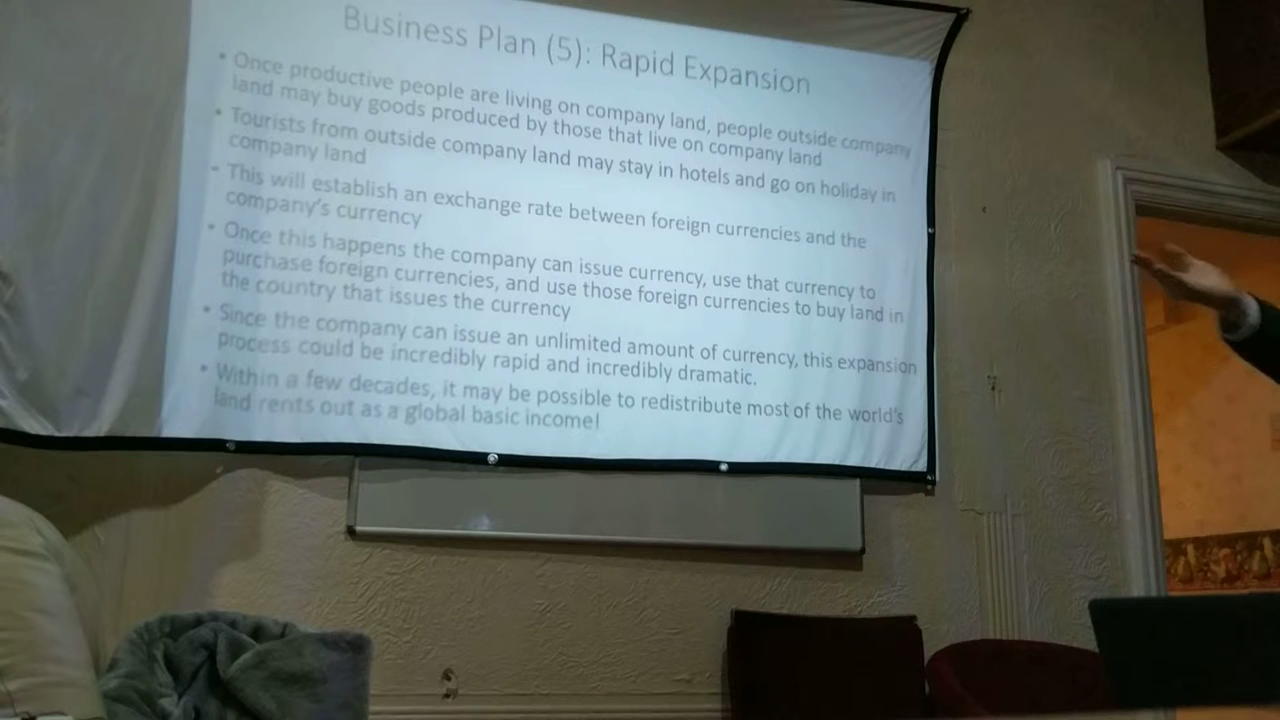 Business Plan (5): Rapid Expansion
• Once productive people are living on company land, people outside company
land may buy goods produced by those that live on company land
• Tourists from outside company land may stay in hotels and go on holiday in
company land
• This will establish an exchange rate between foreign currencies and the
company's currency
• Once this happens the company can issue currency, use that currency to
purchase foreign currencies, and use those foreign currencies to buy land in
the country that issues the currency
• Since the company can issue an unlimited amount of currency, this expansion
process could be incredibly rapid and incredibly dramatic.
• Within a few decades, it may be possible to redistribute most of the world's
land rents out as a global basic income!